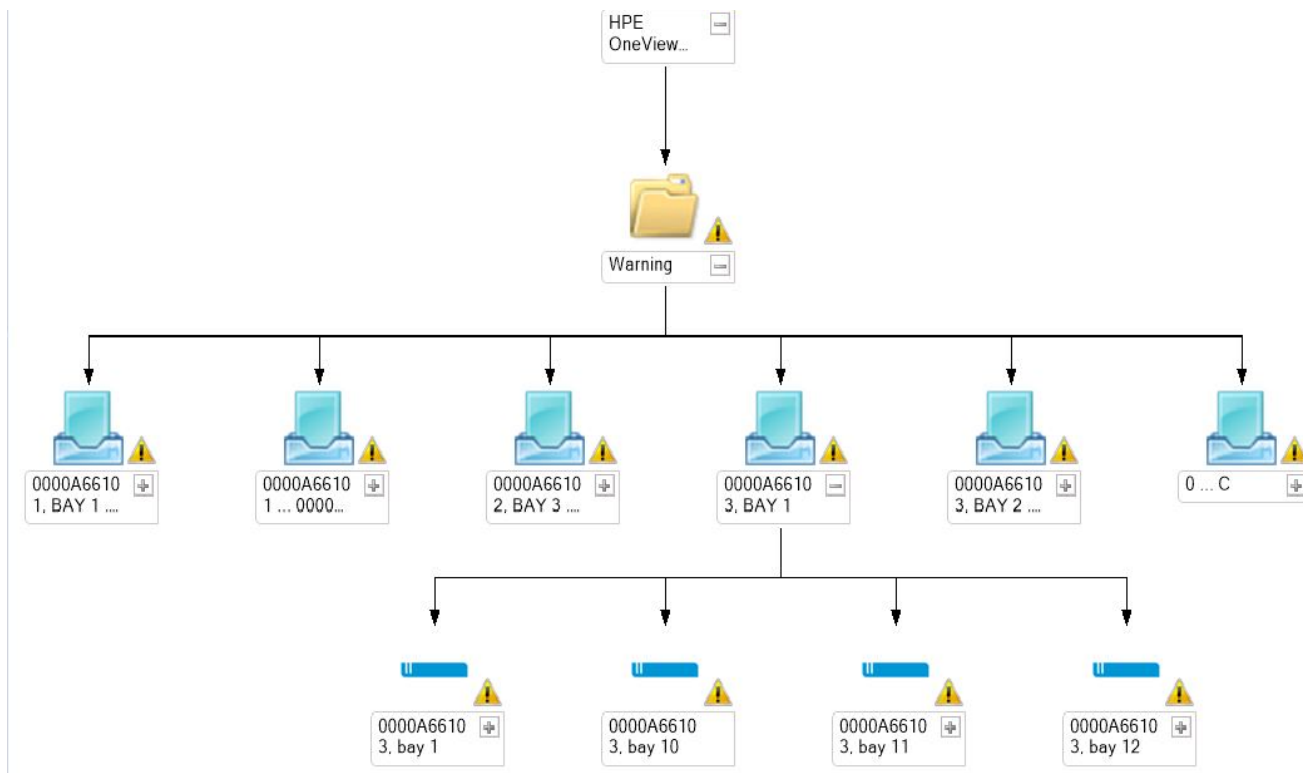 HPE
OneView...
Warning
0000A6610
1, BAY 1 ....
0000A6610
1 ... 0000...
0000A6610
2, BAY 3 ....
0000A6610
3, BAY 1
0000A6610
3, BAY 2 ....
0 ... C
0000A6610
3, bay 1
0000A6610
3, bay 10
0000A6610
3, bay 11
0000A6610
3, bay 12